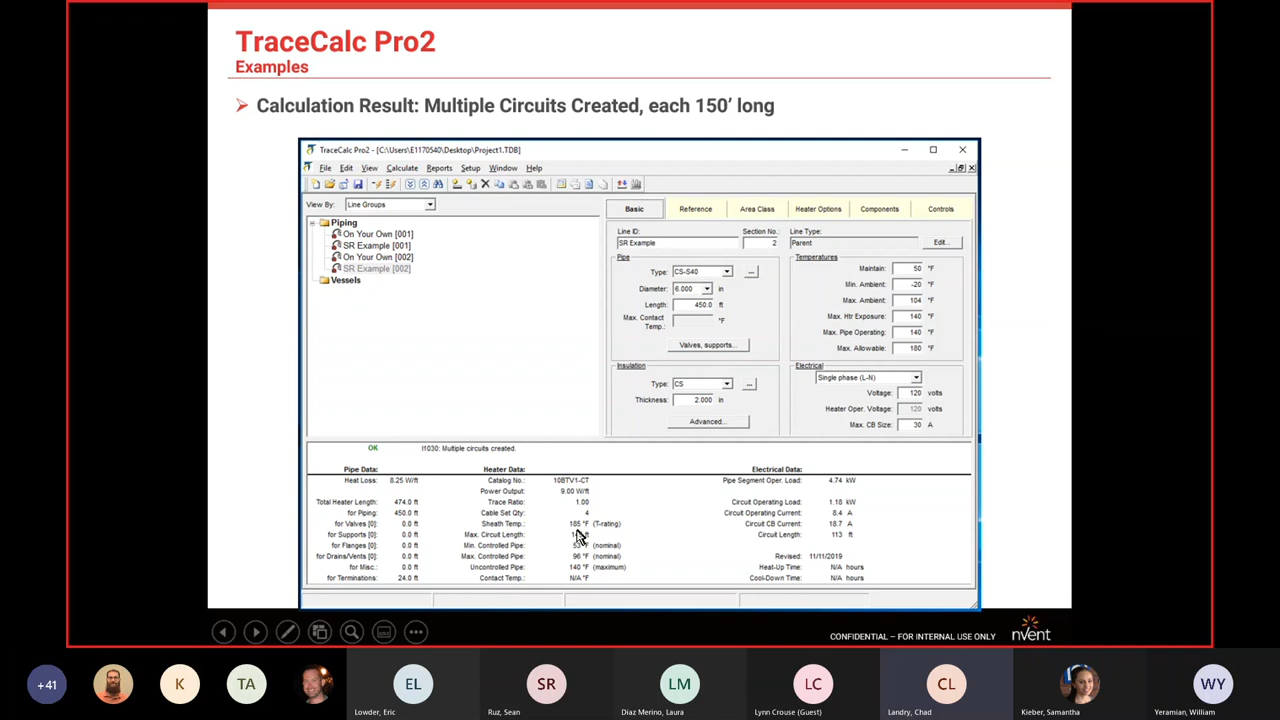 TraceCalc Pro2
Examples
Calculation Result: Multiple Circuits Created, each 150’ long
TraceCalc Pro2 - [C:\Users\E1170540\Desktop\Project1.TDB]
File Edit View Calculate Reports Setup Window Help
View By: Line Groups
Piping
On Your Own [001]
SR Example [001]
On Your Own [002]
SR Example [002]
Vessels
Basic Reference Area Class Heater Options Components Controls
Line ID: Section No.: Line Type:
SR Example 2 Parent Edit...
Pipe
Type: CS-S40 ...
Diameter: 6.000 in
Length: 450.0 ft
Max. Contact Temp.: °F
Valves, supports...
Temperatures
Maintain: 50 °F
Min. Ambient: -20 °F
Max. Ambient: 104 °F
Max. Htr Exposure: 140 °F
Max. Pipe Operating: 140 °F
Max. Allowable: 180 °F
Insulation
Type: CS ...
Thickness: 2.000 in
Advanced...
Electrical
Single phase (L-N)
Voltage: 120 volts
Heater Oper. Voltage: 120 volts
Max. CB Size: 30 A
OK I1030: Multiple circuits created.
Pipe Data: Heater Data: Electrical Data:
Heat Loss: 8.25 W/ft Catalog No.: 10BTV1-CT Pipe Segment Oper. Load: 4.74 kW
Power Output: 9.00 W/ft
Total Heater Length: 474.0 ft Trace Ratio: 1.00 Circuit Operating Load: 1.18 kW
for Piping: 450.0 ft Cable Set Qty: 4 Circuit Operating Current: 8.4 A
for Valves [0]: 0.0 ft Sheath Temp.: 185 °F (T-rating) Circuit CB Current: 18.7 A
for Supports [0]: 0.0 ft Max. Circuit Length: ft Circuit Length: 113 ft
for Flanges [0]: 0.0 ft Min. Controlled Pipe: °F (nominal)
for Drains/Vents [0]: 0.0 ft Max. Controlled Pipe: 96 °F (nominal) Revised: 11/11/2019
for Misc.: 0.0 ft Uncontrolled Pipe: 140 °F (maximum) Heat-Up Time: N/A hours
for Terminations: 24.0 ft Contact Temp.: N/A °F Cool-Down Time: N/A hours
CONFIDENTIAL – FOR INTERNAL USE ONLY nVent
+41 K TA EL SR LM LC CL WY
Lowder, Eric Ruz, Sean Diaz Merino, Laura Lynn Crouse (Guest) Landry, Chad Kieber, Samantha Yeramian, William